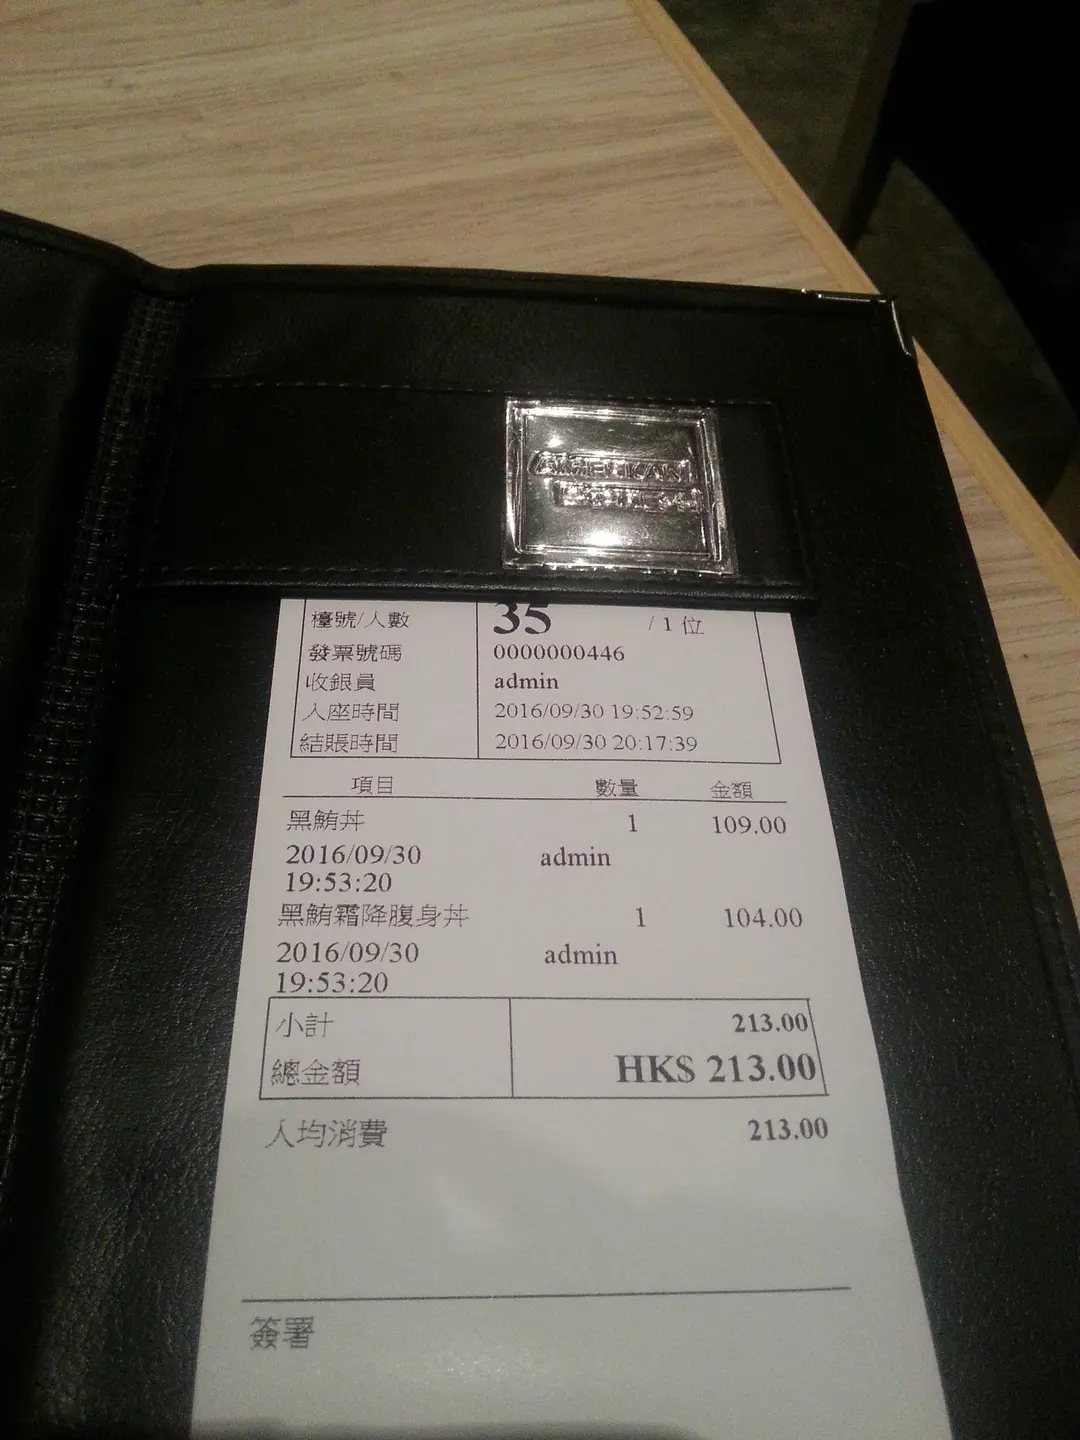 AMERICAN
EXPRESS
檯號/人數 35 / 1 位
發票號碼 0000000446
收銀員 admin
入座時間 2016/09/30 19:52:59
結賬時間 2016/09/30 20:17:39
項目 數量 金額
黑鮪丼 1 109.00
2016/09/30 admin
19:53:20
黑鮪霜降腹身丼 1 104.00
2016/09/30 admin
19:53:20
小計 213.00
總金額 HK$ 213.00
人均消費 213.00
簽署